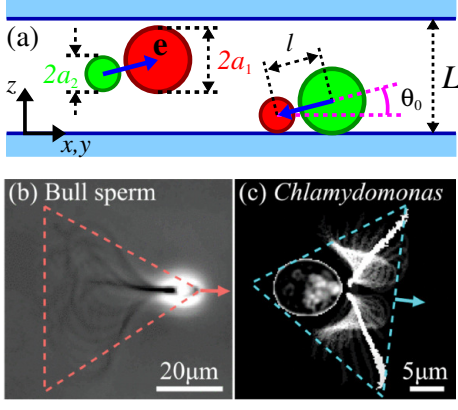 (a)
2a₂
e
2a₁
l
L
θ₀
z
x,y
(b) Bull sperm
20μm
(c) Chlamydomonas
5μm